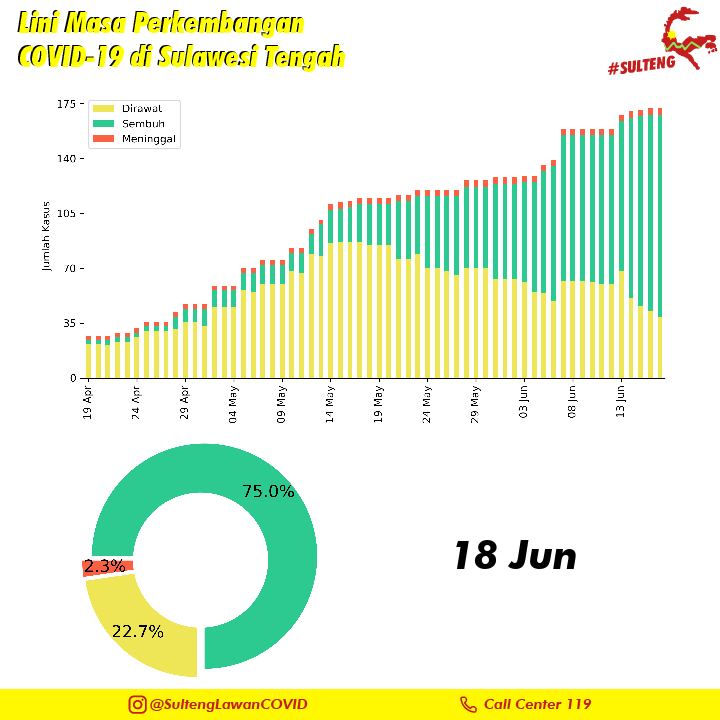 Lini Masa Perkembangan
COVID-19 di Sulawesi Tengah
#SULTENG
175
140
105
70
35
0
Jumlah Kasus
Dirawat
Sembuh
Meninggal
19 Apr
24 Apr
29 Apr
04 May
09 May
14 May
19 May
24 May
29 May
03 Jun
08 Jun
13 Jun
75.0%
2.3%
22.7%
18 Jun
@SultengLawanCOVID
Call Center 119